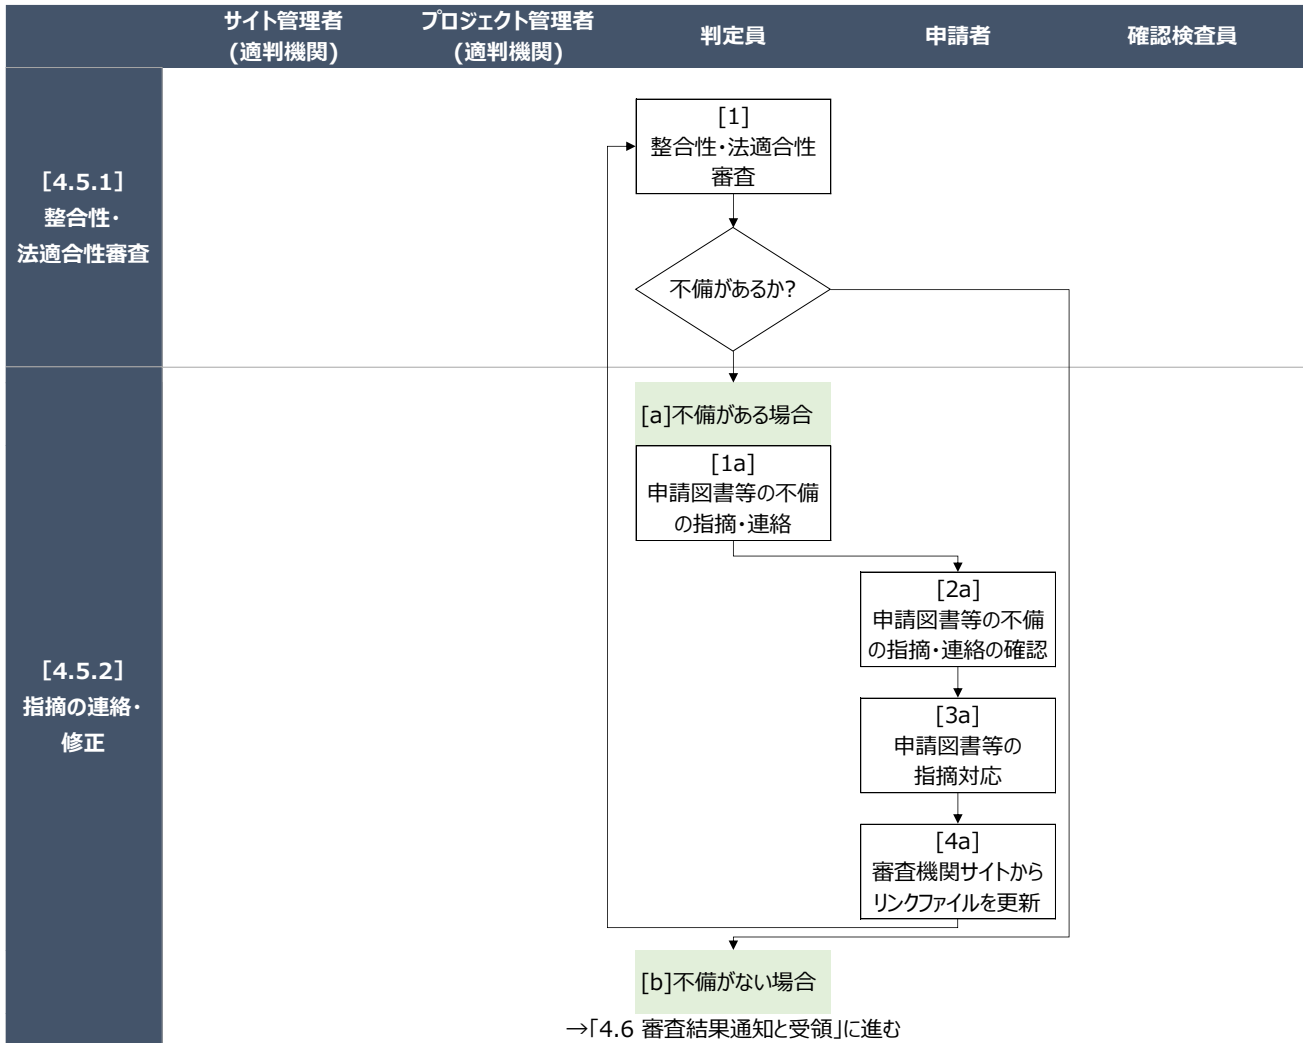 サイト管理者
(適判機関)
プロジェクト管理者
(適判機関)
判定員
申請者
確認検査員
[4.5.1]
整合性・
法適合性審査
[1]
整合性・法適合性
審査
不備があるか?
[4.5.2]
指摘の連絡・
修正
[a]不備がある場合
[1a]
申請図書等の不備
の指摘・連絡
[2a]
申請図書等の不備
の指摘・連絡の確認
[3a]
申請図書等の
指摘対応
[4a]
審査機関サイトから
リンクファイルを更新
[b]不備がない場合
→「4.6 審査結果通知と受領」に進む